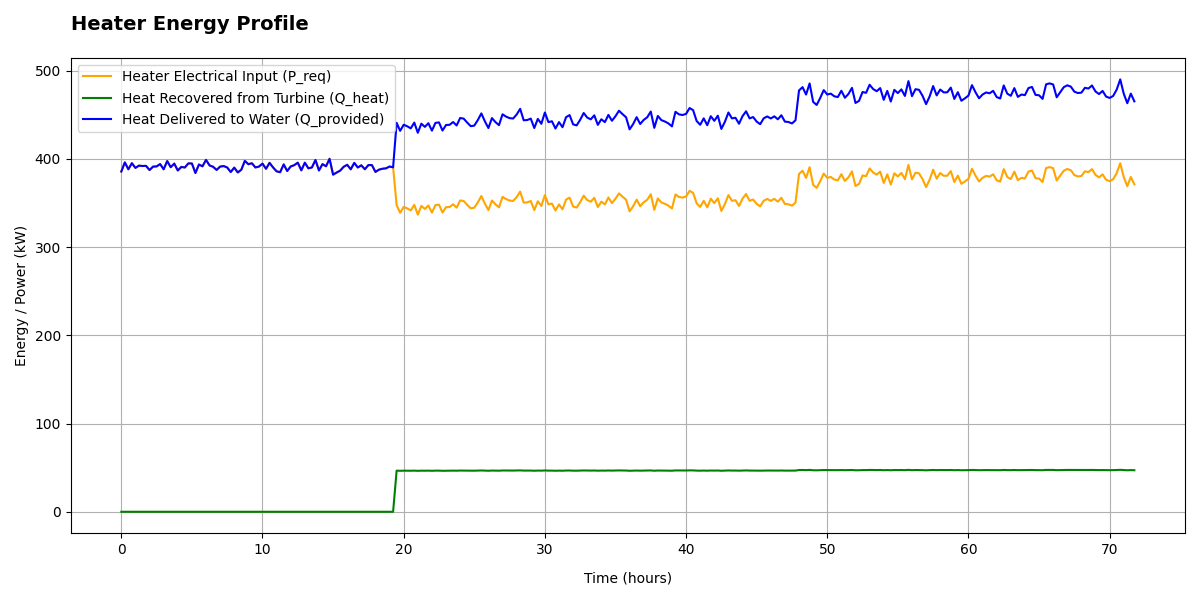 Heater Energy Profile
Heater Electrical Input (P_req)
Heat Recovered from Turbine (Q_heat)
Heat Delivered to Water (Q_provided)
Energy / Power (kW)
500
400
300
200
100
0
0 10 20 30 40 50 60 70
Time (hours)